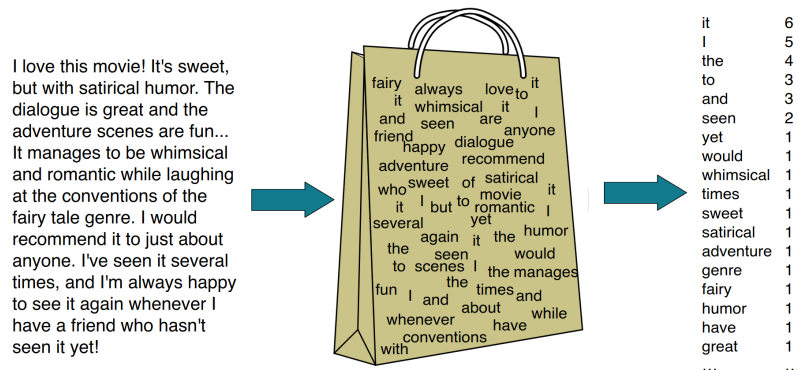 I love this movie! It's sweet,
but with satirical humor. The
dialogue is great and the
adventure scenes are fun...
It manages to be whimsical
and romantic while laughing
at the conventions of the
fairy tale genre. I would
recommend it to just about
anyone. I've seen it several
times, and I'm always happy
to see it again whenever I
have a friend who hasn't
seen it yet!
fairy always love to it
it whimsical it I
and seen are anyone
friend happy dialogue
adventure recommend
who sweet of satirical
it I but to romantic movie it I
several yet
again it the humor
the seen would
to scenes I the manages
fun I and the times and
whenever about while
have
conventions
with
it 6
I 5
the 4
to 3
and 3
seen 2
yet 1
would 1
whimsical 1
times 1
sweet 1
satirical 1
adventure 1
genre 1
fairy 1
humor 1
have 1
great 1
... ..